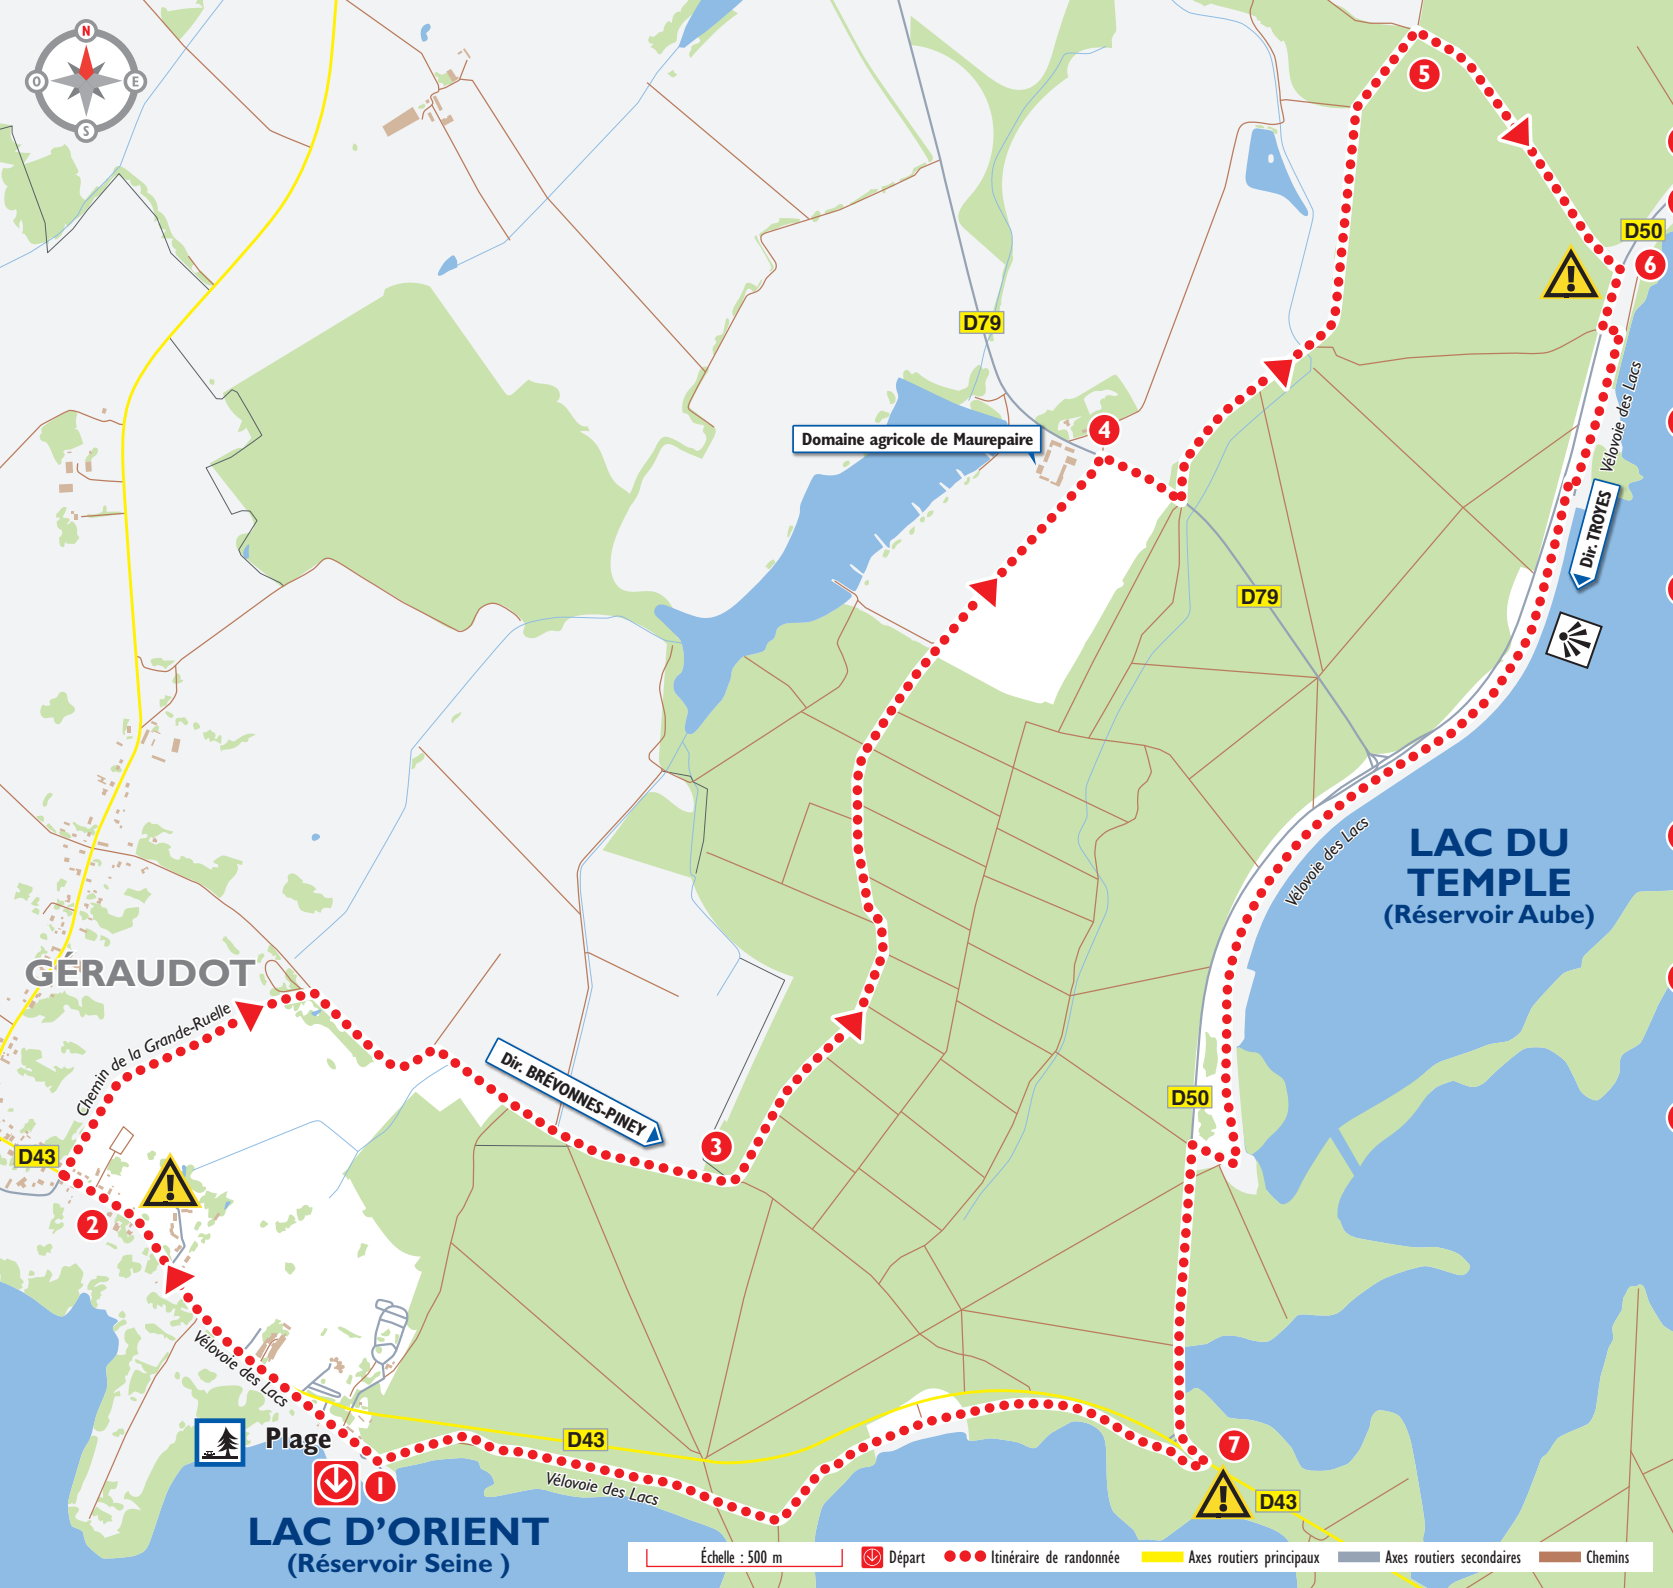 N
O
E
S
5
D50
6
D79
Vélovoie des Lacs
4
Domaine agricole de Maurepaire
Dir. TROYES
D79
LAC DU
TEMPLE
(Réservoir Aube)
Vélovoie des Lacs
GÉRAUDOT
Chemin de la Grande-Ruelle
Dir. BRÉVONNES-PINEY
D50
3
D43
2
Vélovoie des Lacs
Plage
D43
7
1
Vélovoie des Lacs
D43
LAC D'ORIENT
(Réservoir Seine )
Échelle : 500 m
Départ
Itinéraire de randonnée
Axes routiers principaux
Axes routiers secondaires
Chemins